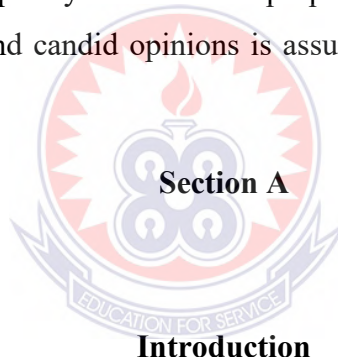 nd candid opinions is assu
Section A
EDUCATION FOR SERVICE
Introduction